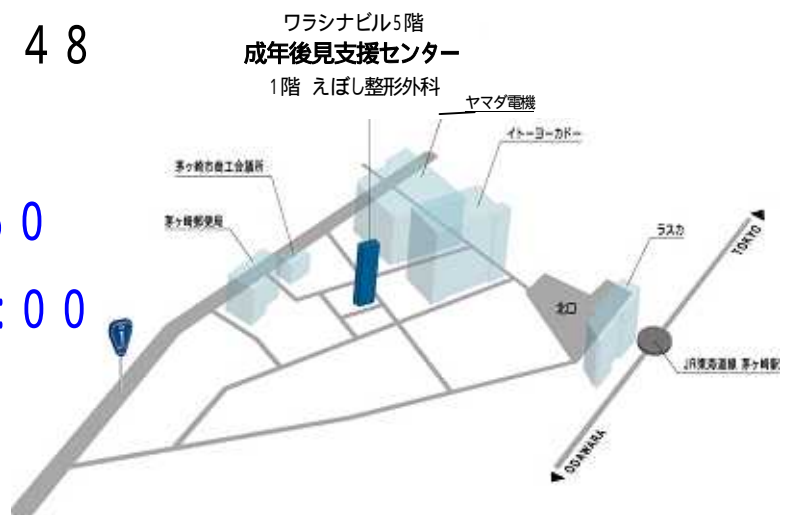 48
ワラシナビル5階
成年後見支援センター
1階 えぼし整形外科
ヤマダ電機
イトーヨーカドー
茅ヶ崎市商工会議所
茅ヶ崎郵便局
0
:00
ラスカ
TOKYO
北口
1
JR東海道線 茅ヶ崎駅
ODAWARA